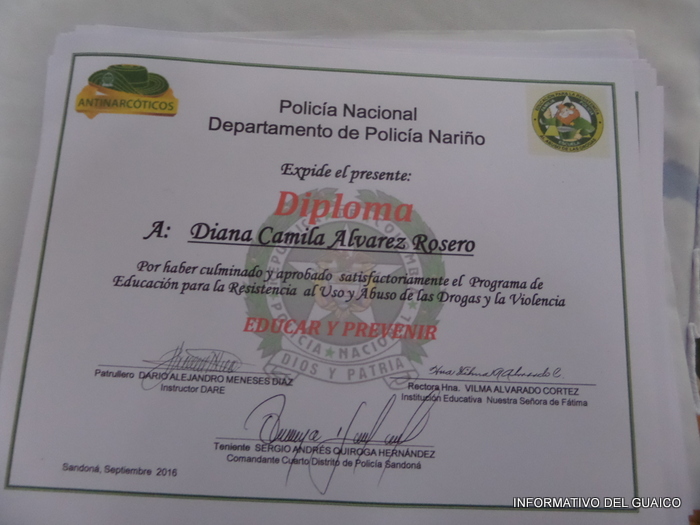 ANTINARCÓTICOS
Policía Nacional
Departamento de Policía Nariño
Expide el presente:
Diploma
A: Diana Camila Alvarez Rosero
Por haber culminado y aprobado satisfactoriamente el Programa de
Educación para la Resistencia al Uso y Abuso de las Drogas y la Violencia
EDUCAR Y PREVENIR
POLICIA NACIONAL
DIOS Y PATRIA
Patrullero DARIO ALEJANDRO MENESES DIAZ
Instructor DARE
Rectora Hna. VILMA ALVARADO CORTEZ
Institución Educativa Nuestra Señora de Fátima
Teniente SERGIO ANDRÉS QUIROGA HERNÁNDEZ
Comandante Cuarto Distrito de Policía Sandoná
Sandoná, Septiembre 2016
INFORMATIVO DEL GUAICO